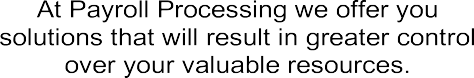 At Payroll Processing we offer you
solutions that will result in greater control
over your valuable resources.